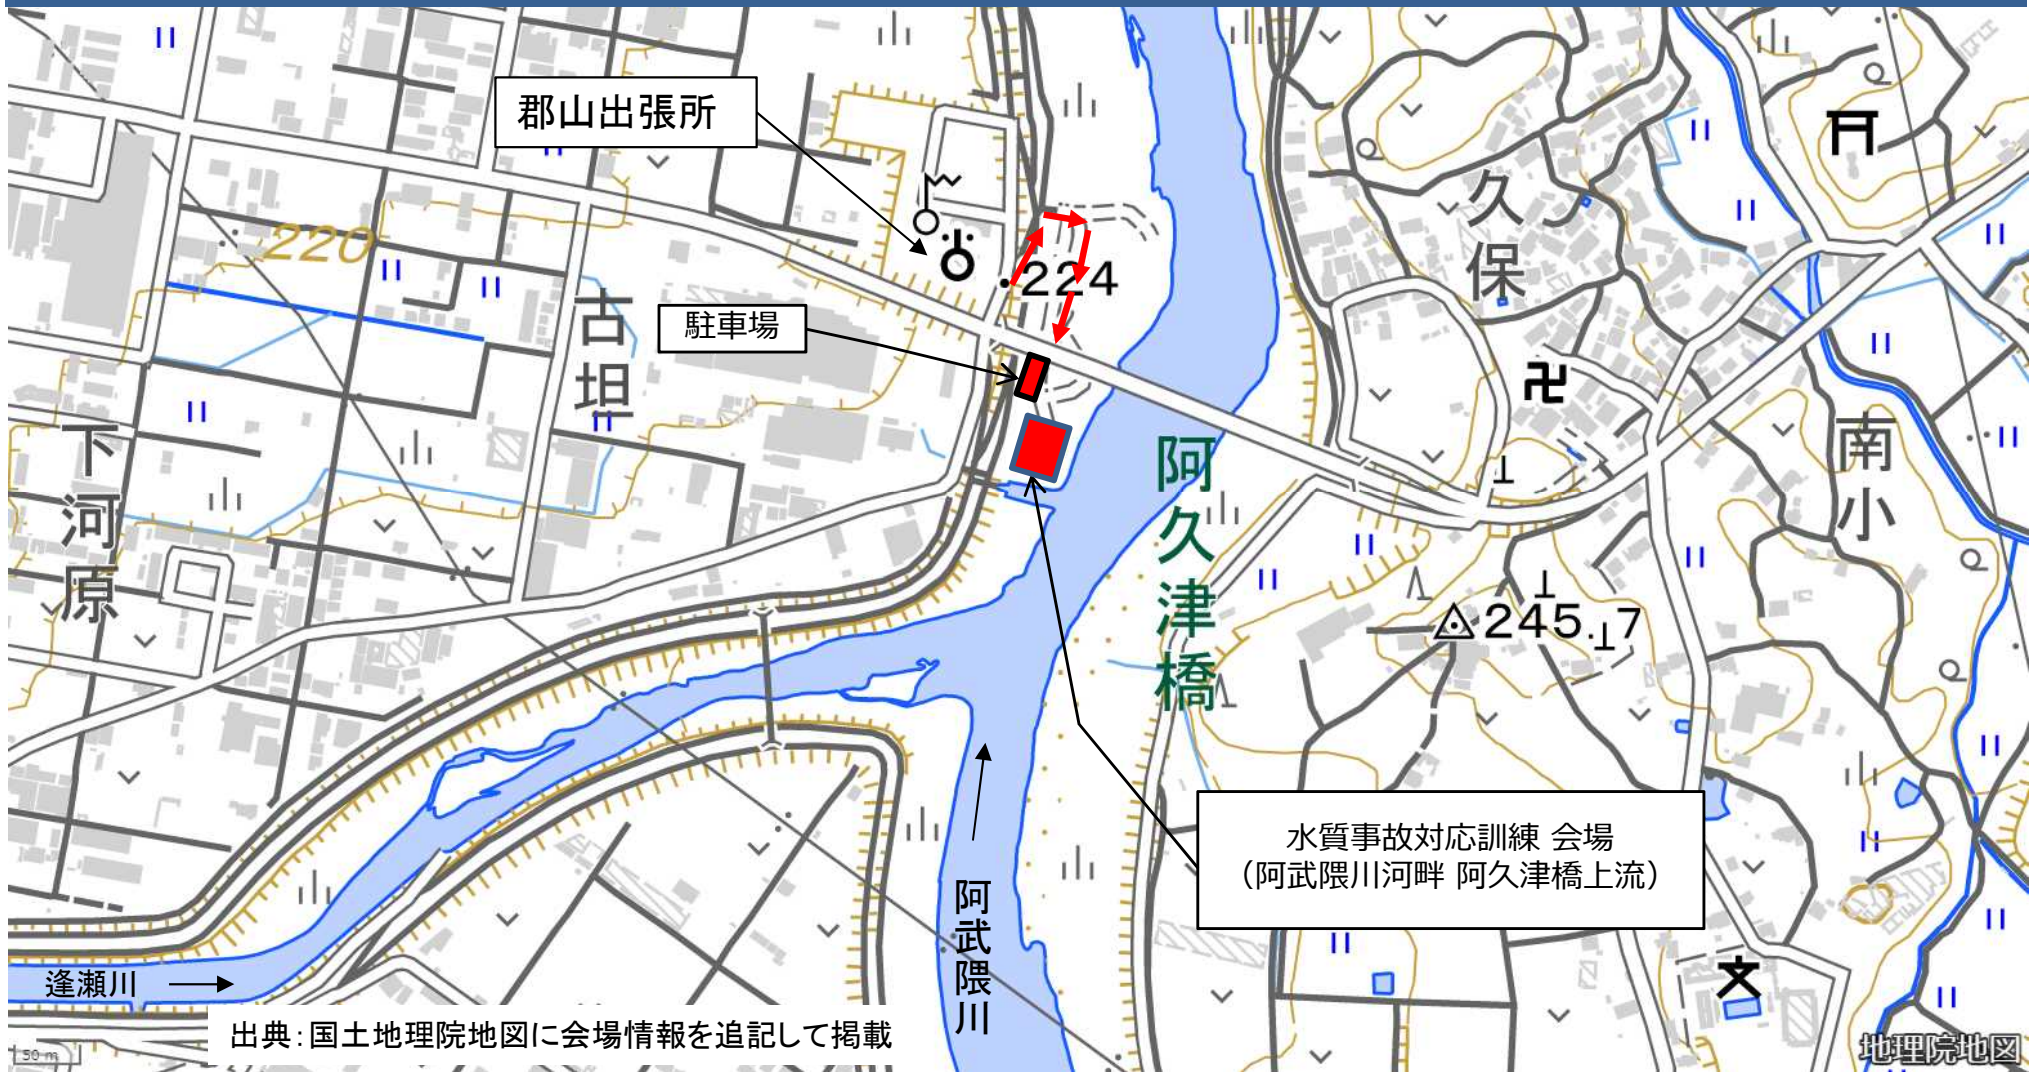 郡山出張所
220
224
久保
駐車場
古坦
下河原
南小
阿久津橋
245.7
水質事故対応訓練 会場
（阿武隈川河畔 阿久津橋上流）
阿武隈川
逢瀬川
出典：国土地理院地図に会場情報を追記して掲載
50 m
地理院地図